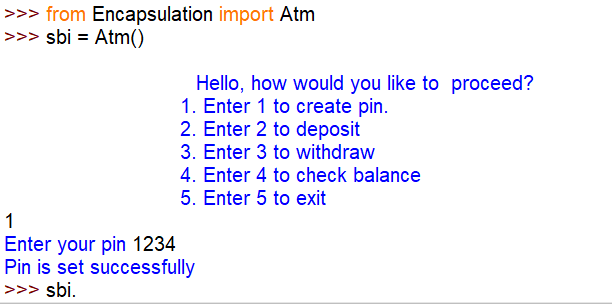 >>> from Encapsulation import Atm
>>> sbi = Atm()
Hello, how would you like to  proceed?
1. Enter 1 to create pin.
2. Enter 2 to deposit
3. Enter 3 to withdraw
4. Enter 4 to check balance
5. Enter 5 to exit
1
Enter your pin 1234
Pin is set successfully
>>> sbi.